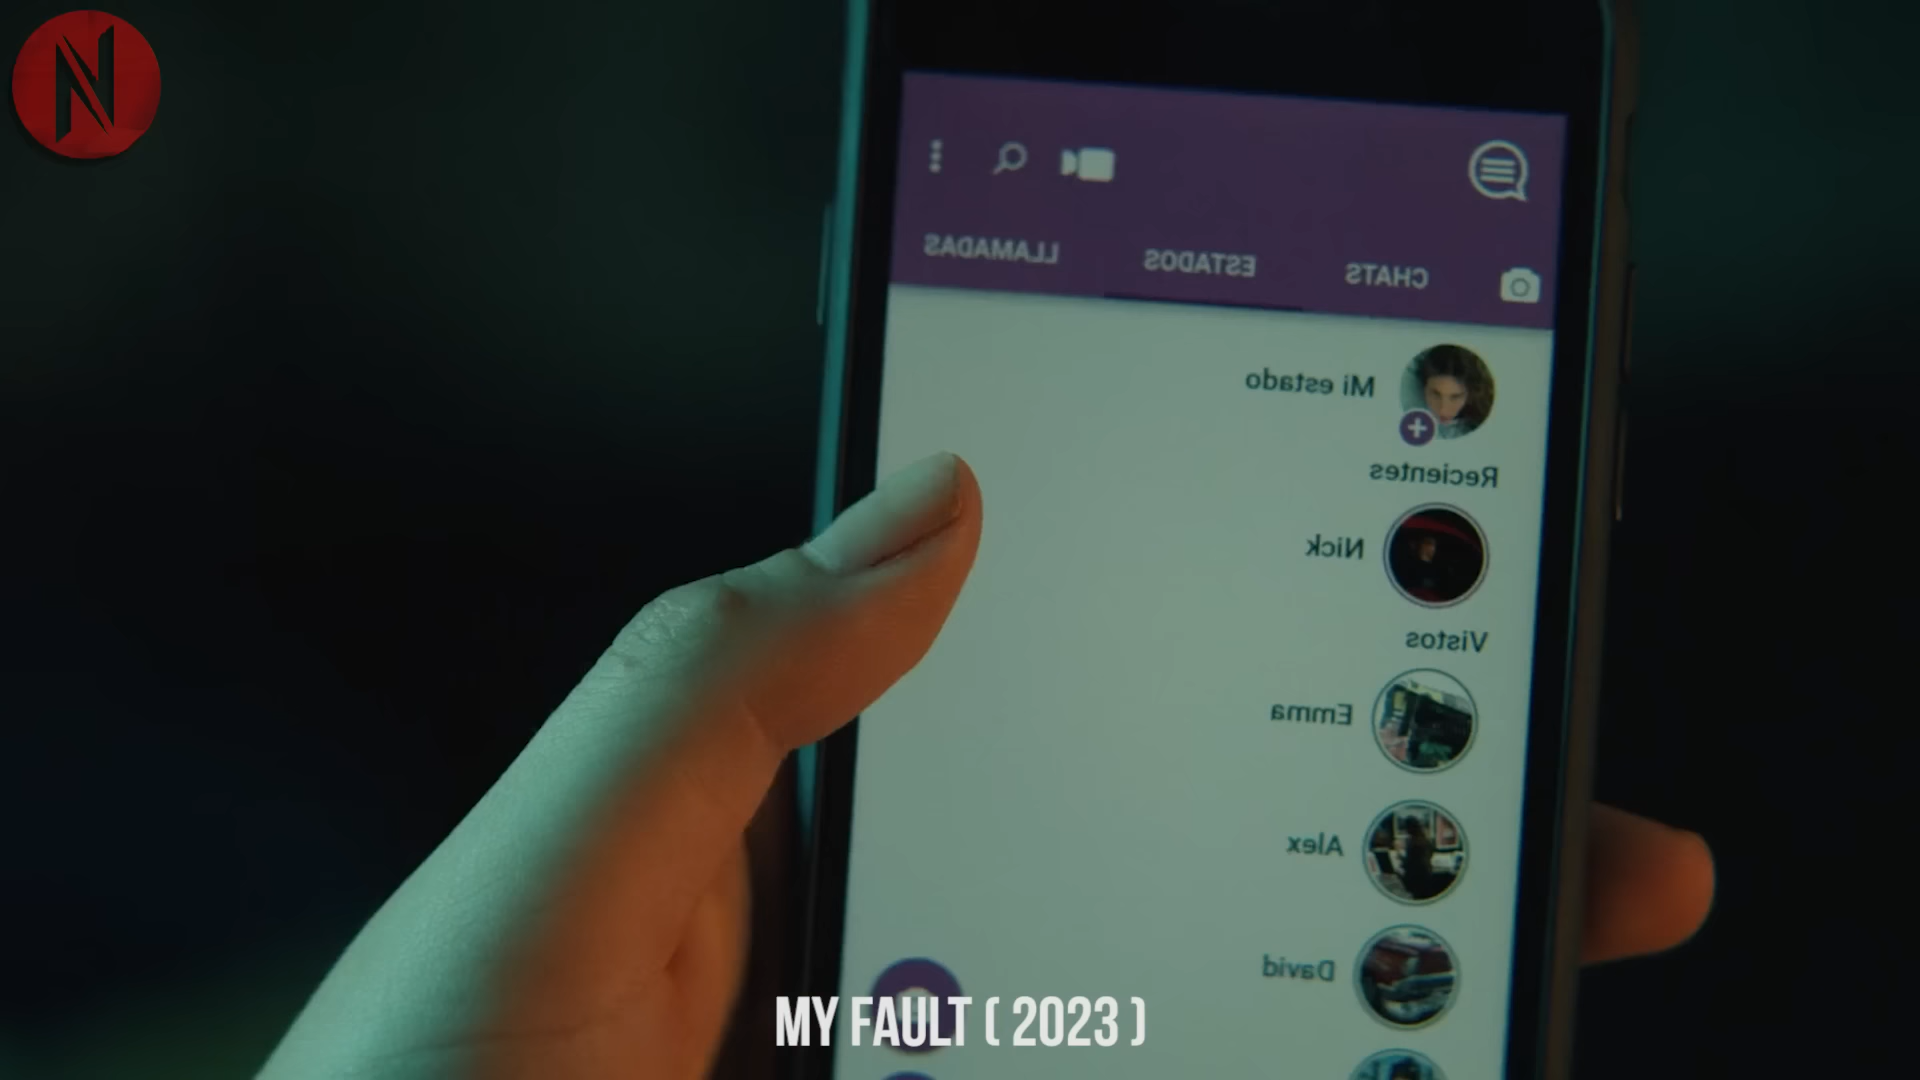 N
LLAMADAS ESTADOS CHATS
Mi estado
Recientes
Nick
Vistos
Emma
Alex
David
MY FAULT ( 2023 )